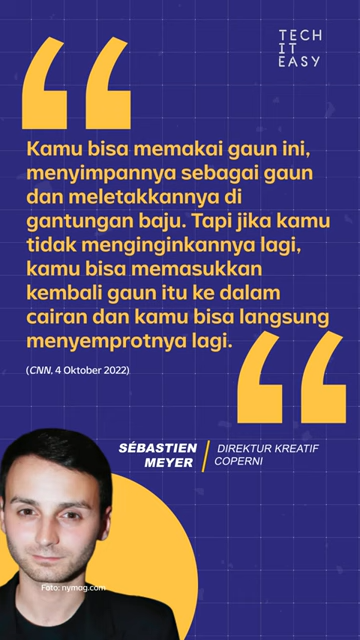 TECH
IT
EASY
“
Kamu bisa memakai gaun ini,
menyimpannya sebagai gaun
dan meletakkannya di
gantungan baju. Tapi jika kamu
tidak menginginkannya lagi,
kamu bisa memasukkan
kembali gaun itu ke dalam
cairan dan kamu bisa langsung
menyemprotnya lagi.
“
(CNN, 4 Oktober 2022)
SÉBASTIEN
MEYER
DIREKTUR KREATIF
COPERNI
Foto: nymag.com